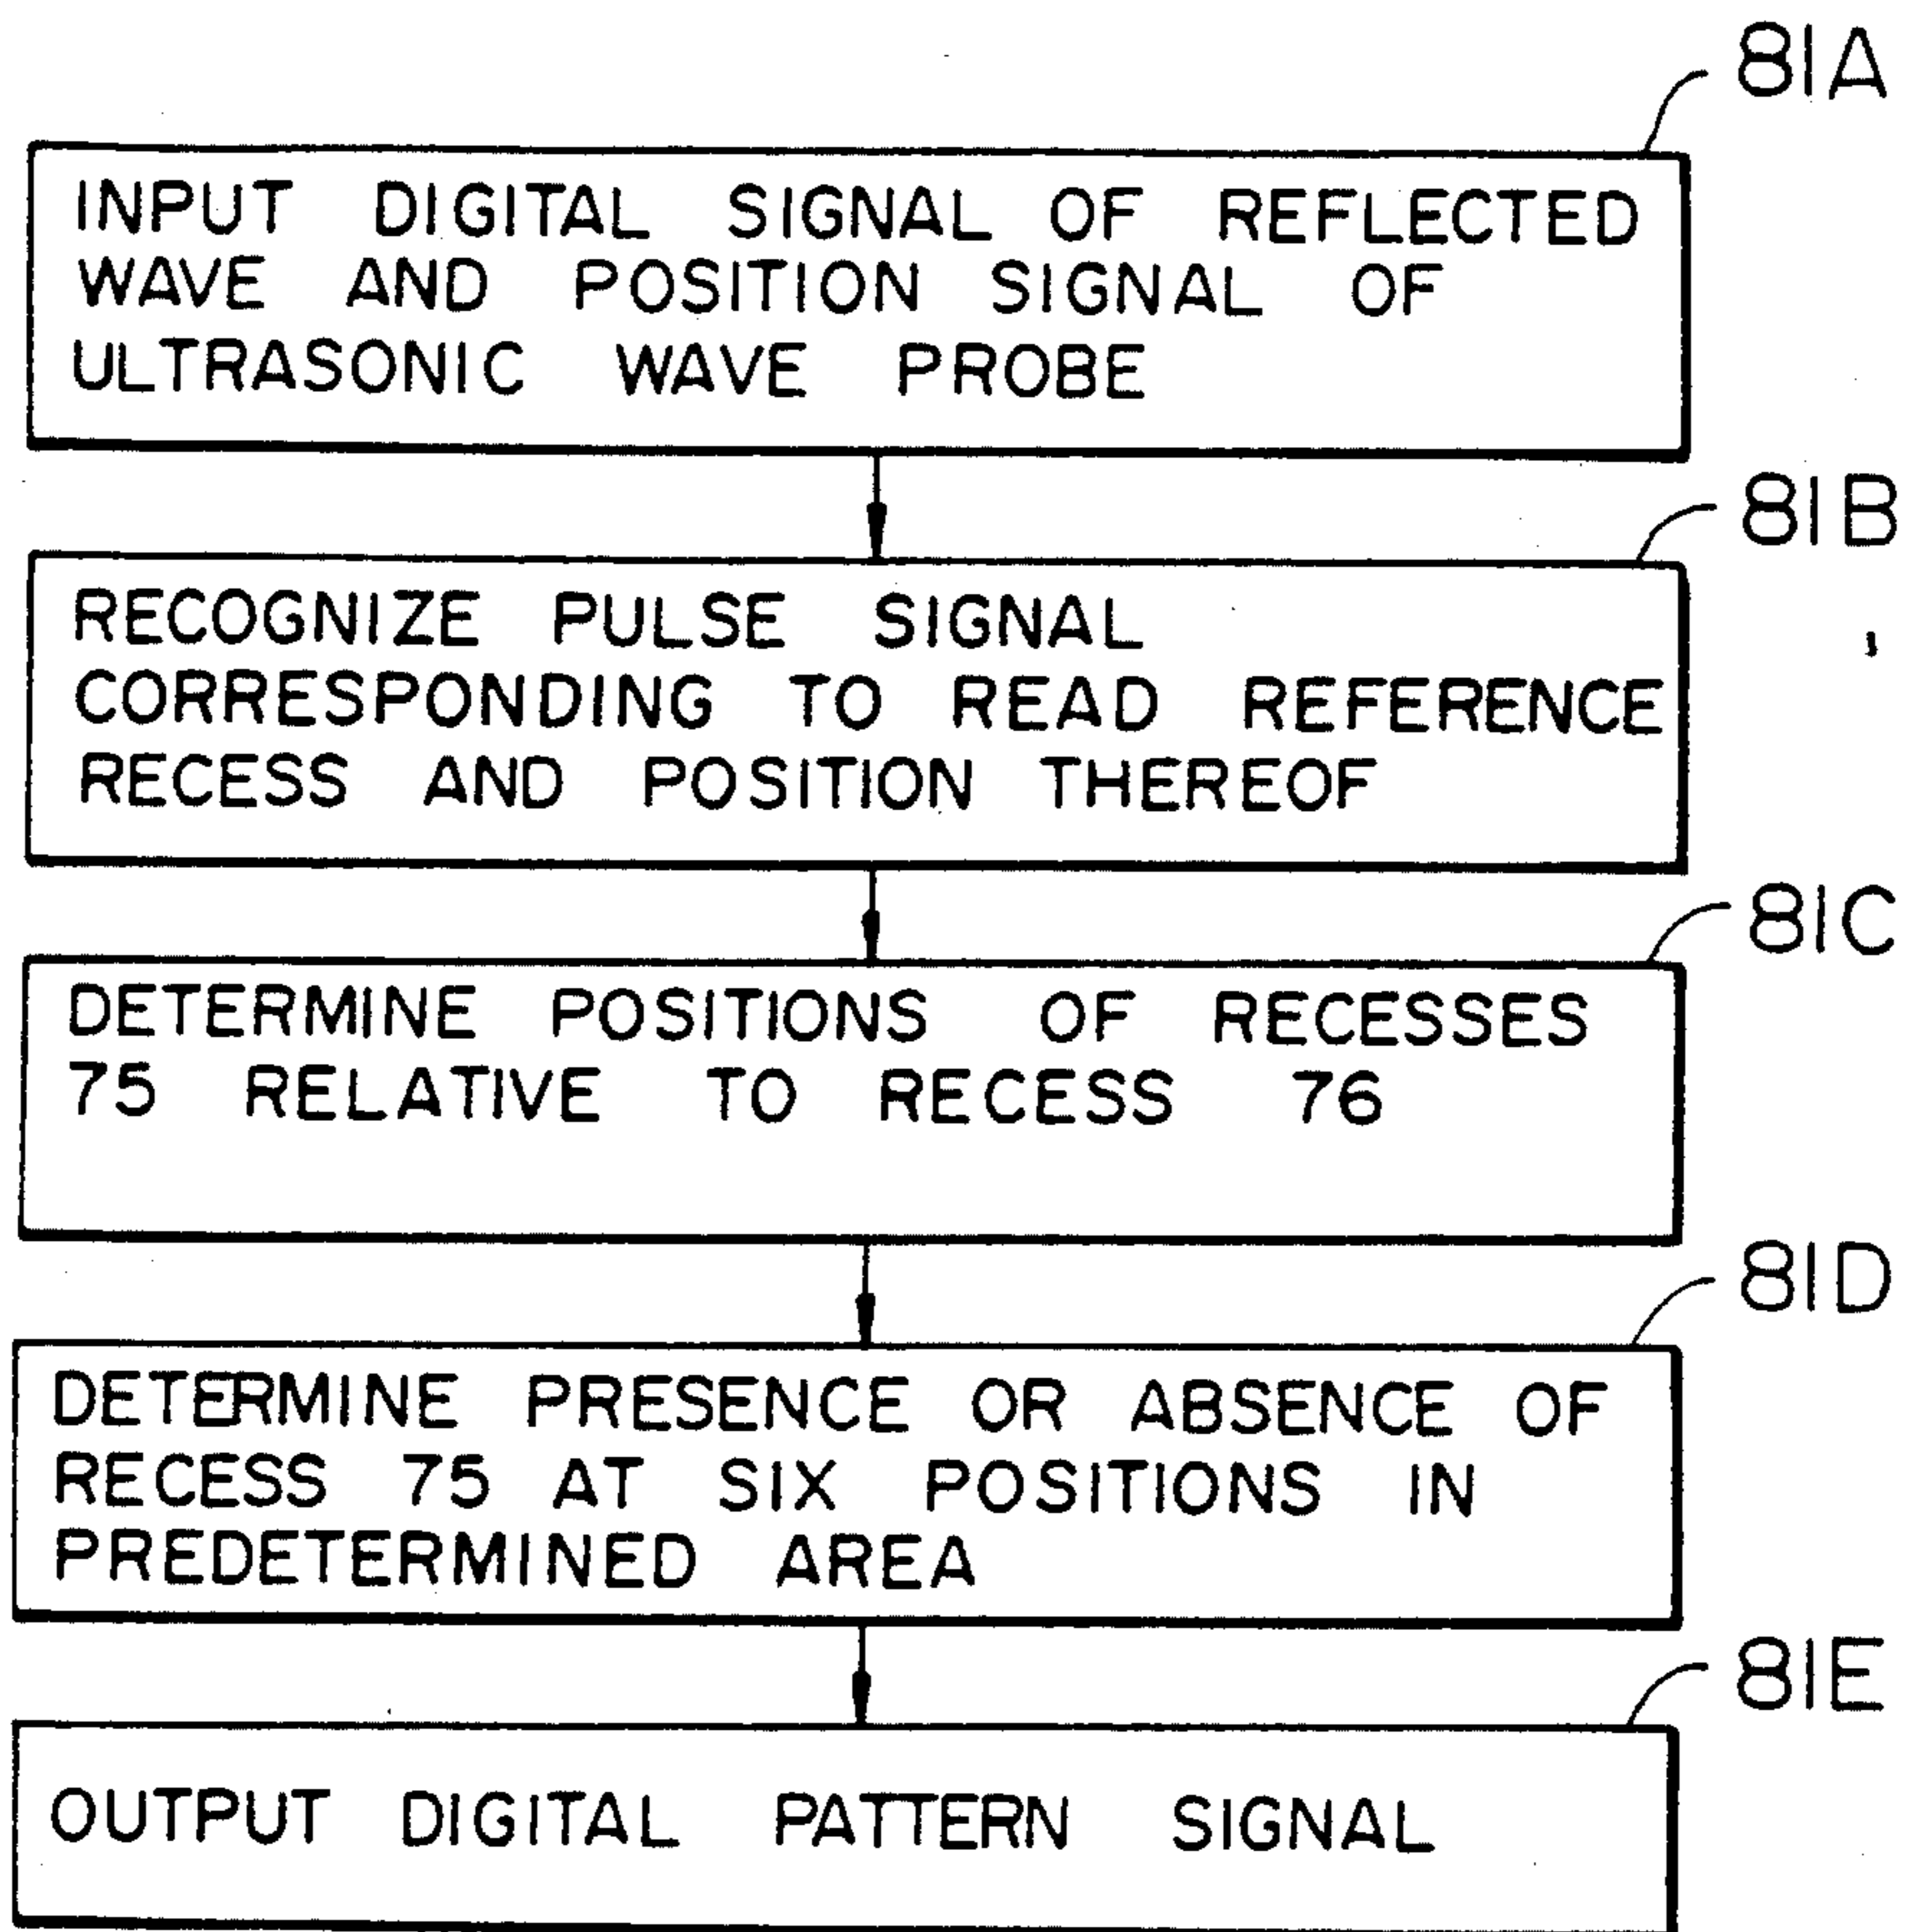 81A
INPUT DIGITAL SIGNAL OF REFLECTED
WAVE AND POSITION SIGNAL OF
ULTRASONIC WAVE PROBE
81B
RECOGNIZE PULSE SIGNAL
CORRESPONDING TO READ REFERENCE
RECESS AND POSITION THEREOF
81C
DETERMINE POSITIONS OF RECESSES
75 RELATIVE TO RECESS 76
81D
DETERMINE PRESENCE OR ABSENCE OF
RECESS 75 AT SIX POSITIONS IN
PREDETERMINED AREA
81E
OUTPUT DIGITAL PATTERN SIGNAL